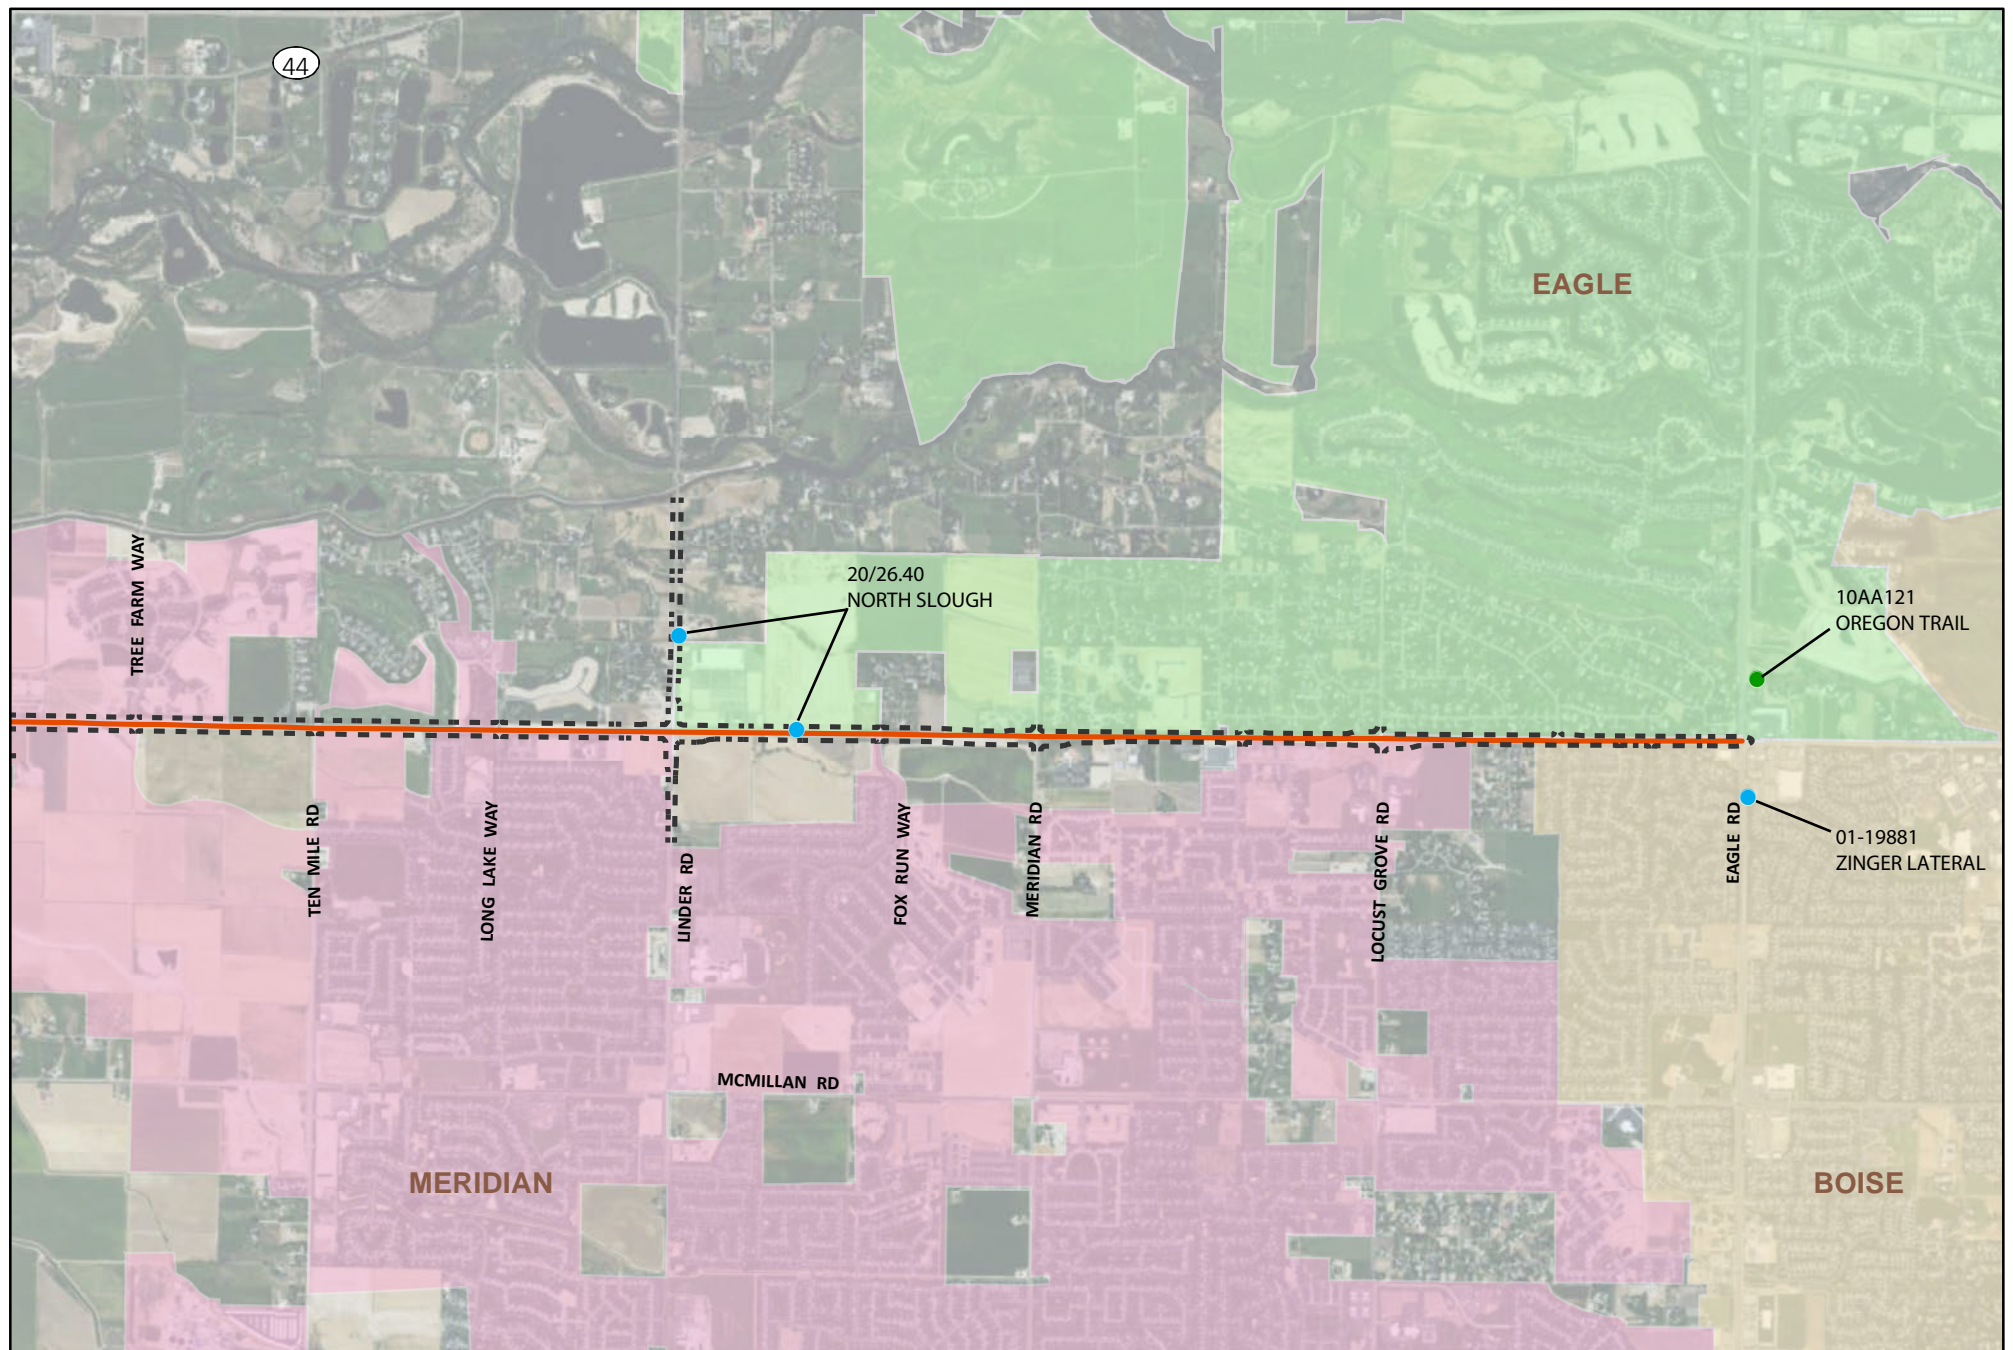 44
EAGLE
TREE FARM WAY
20/26.40
NORTH SLOUGH
10AA121
OREGON TRAIL
TEN MILE RD
LONG LAKE WAY
LINDER RD
FOX RUN WAY
MERIDIAN RD
LOCUST GROVE RD
EAGLE RD
01-19881
ZINGER LATERAL
MCMILLAN RD
MERIDIAN
BOISE